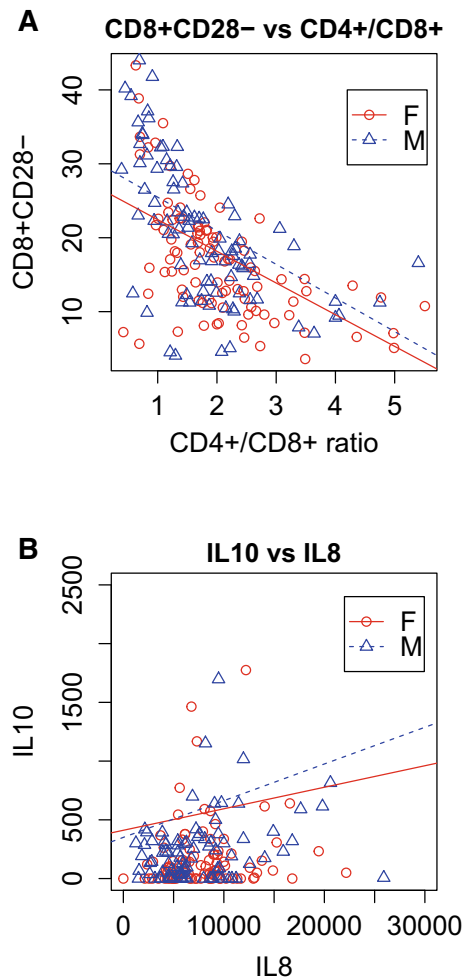 A
CD8+CD28− vs CD4+/CD8+
F
M
CD8+CD28−
40
30
20
10
1 2 3 4 5
CD4+/CD8+ ratio
B
IL10 vs IL8
F
M
IL10
2500
1500
500
0
0 10000 20000 30000
IL8